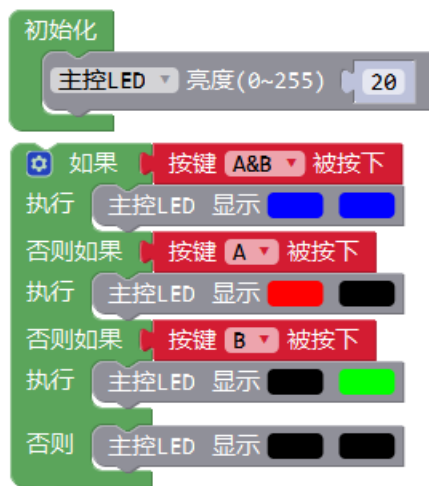 初始化
主控LED 亮度(0~255) 20
如果 按键 A&B 被按下
执行 主控LED 显示
否则如果 按键 A 被按下
执行 主控LED 显示
否则如果 按键 B 被按下
执行 主控LED 显示
否则 主控LED 显示